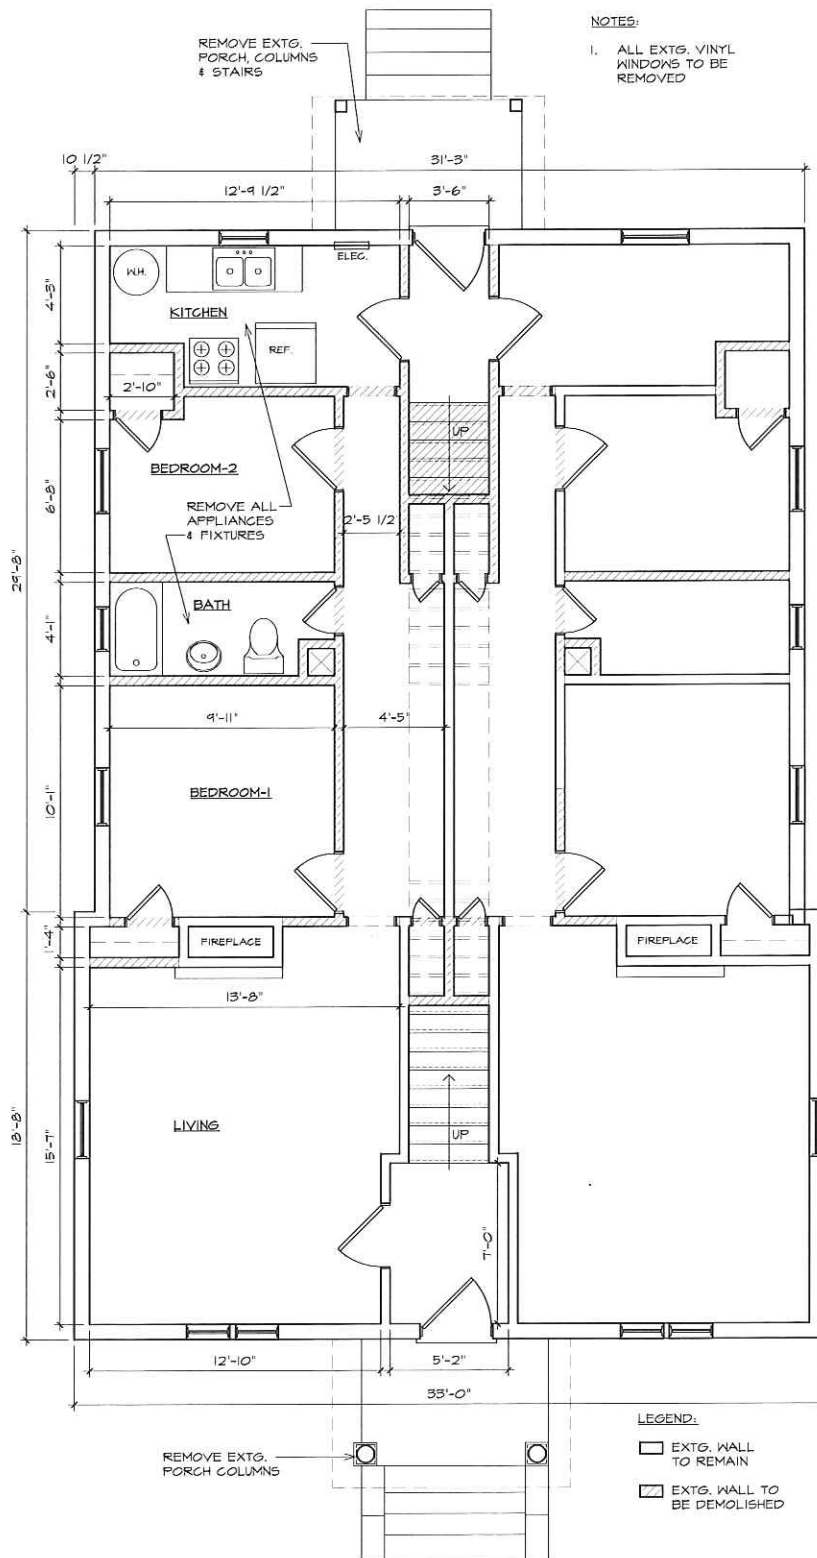 NOTES:
1. ALL EXTG. VINYL
WINDOWS TO BE
REMOVED
REMOVE EXTG.
PORCH, COLUMNS
& STAIRS
10 1/2"
31'-3"
12'-9 1/2"
3'-6"
ELEC.
W.H.
KITCHEN
REF.
4'-3"
2'-6"
2'-10"
UP
BEDROOM-2
6'-8"
REMOVE ALL
APPLIANCES
& FIXTURES
2'-5 1/2"
29'-8"
BATH
4'-1"
9'-11"
4'-5"
BEDROOM-1
10'-1"
FIREPLACE
FIREPLACE
1'-4"
13'-8"
LIVING
UP
18'-8"
15'-7"
7'-0"
12'-10"
5'-2"
33'-0"
REMOVE EXTG.
PORCH COLUMNS
LEGEND:
EXTG. WALL
TO REMAIN
EXTG. WALL TO
BE DEMOLISHED